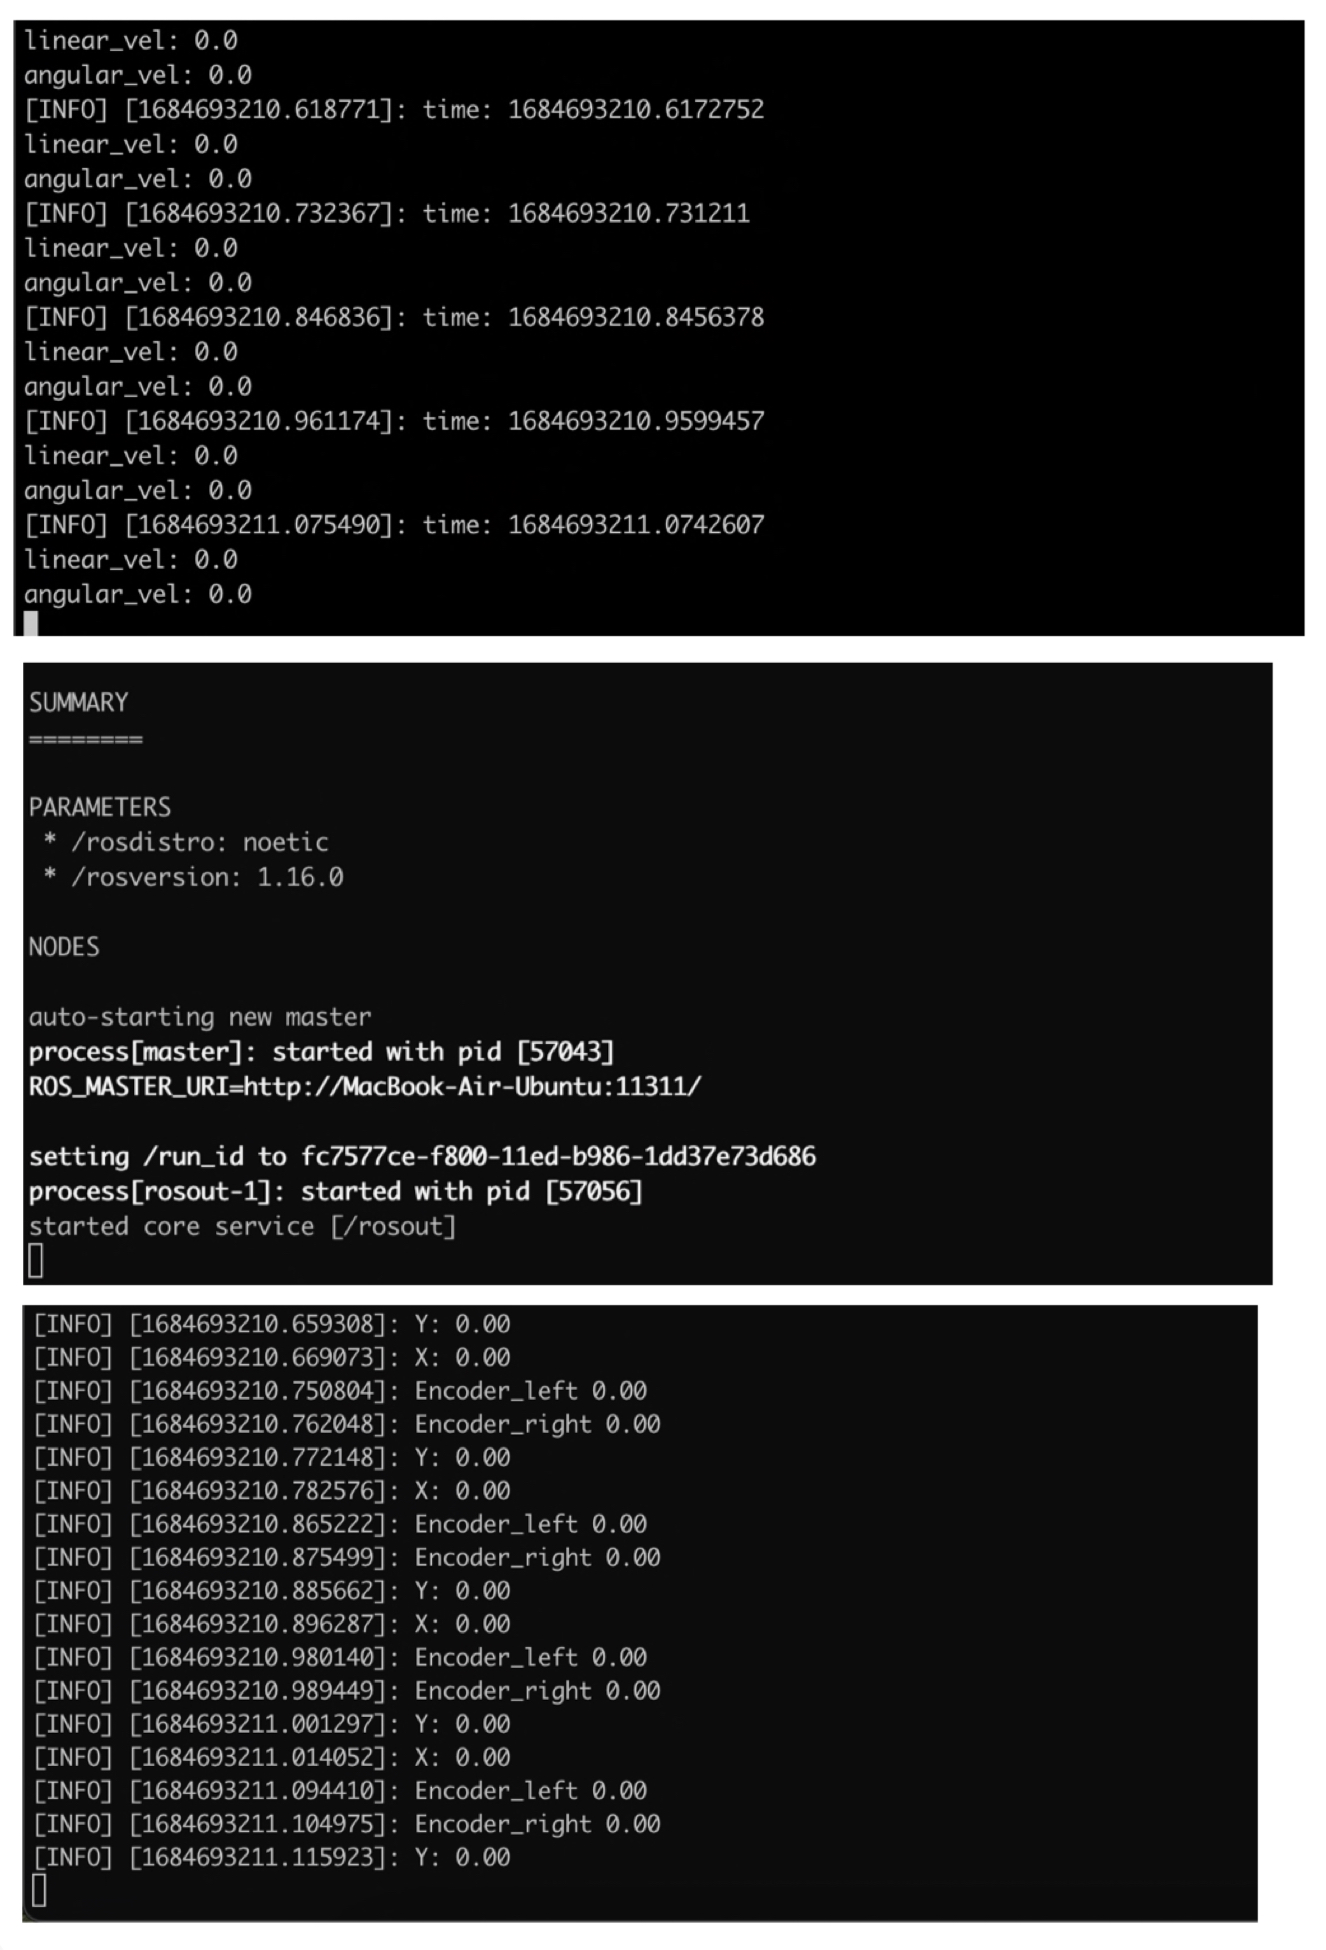 linear_vel: 0.0
angular_vel: 0.0
[INFO] [1684693210.618771]: time: 1684693210.6172752
linear_vel: 0.0
angular_vel: 0.0
[INFO] [1684693210.732367]: time: 1684693210.731211
linear_vel: 0.0
angular_vel: 0.0
[INFO] [1684693210.846836]: time: 1684693210.8456378
linear_vel: 0.0
angular_vel: 0.0
[INFO] [1684693210.961174]: time: 1684693210.9599457
linear_vel: 0.0
angular_vel: 0.0
[INFO] [1684693211.075490]: time: 1684693211.0742607
linear_vel: 0.0
angular_vel: 0.0
SUMMARY
========
PARAMETERS
* /rosdistro: noetic
* /rosversion: 1.16.0
NODES
auto-starting new master
process[master]: started with pid [57043]
ROS_MASTER_URI=http://MacBook-Air-Ubuntu:11311/
setting /run_id to fc7577ce-f800-11ed-b986-1dd37e73d686
process[rosout-1]: started with pid [57056]
started core service [/rosout]
[INFO] [1684693210.659308]: Y: 0.00
[INFO] [1684693210.669073]: X: 0.00
[INFO] [1684693210.750804]: Encoder_left 0.00
[INFO] [1684693210.762048]: Encoder_right 0.00
[INFO] [1684693210.772148]: Y: 0.00
[INFO] [1684693210.782576]: X: 0.00
[INFO] [1684693210.865222]: Encoder_left 0.00
[INFO] [1684693210.875499]: Encoder_right 0.00
[INFO] [1684693210.885662]: Y: 0.00
[INFO] [1684693210.896287]: X: 0.00
[INFO] [1684693210.980140]: Encoder_left 0.00
[INFO] [1684693210.989449]: Encoder_right 0.00
[INFO] [1684693211.001297]: Y: 0.00
[INFO] [1684693211.014052]: X: 0.00
[INFO] [1684693211.094410]: Encoder_left 0.00
[INFO] [1684693211.104975]: Encoder_right 0.00
[INFO] [1684693211.115923]: Y: 0.00